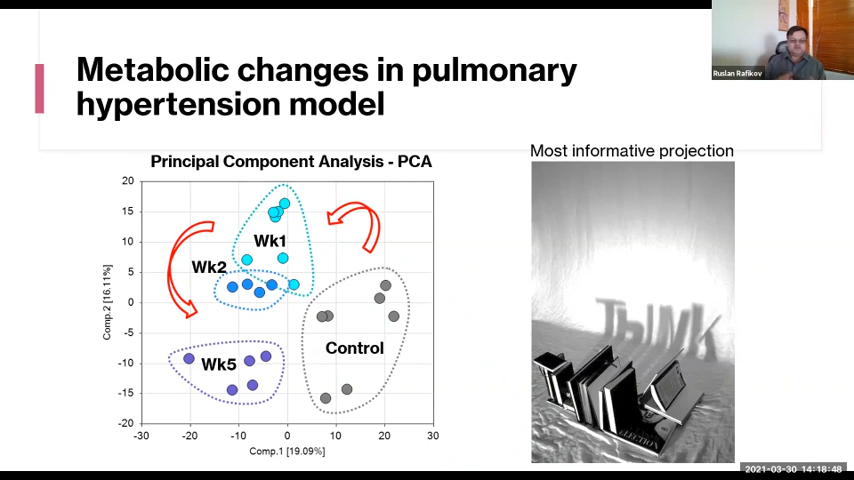 Ruslan Rafikov
Metabolic changes in pulmonary
hypertension model
Principal Component Analysis - PCA
Most informative projection
20
15
10
5
0
-5
-10
-15
-20
Comp.2 [16.11%]
Wk1
Wk2
Wk5
Control
-30
-20
-10
0
10
20
30
Comp.1 [19.09%]
THINK
ELECTION
2021-03-30 14:18:48